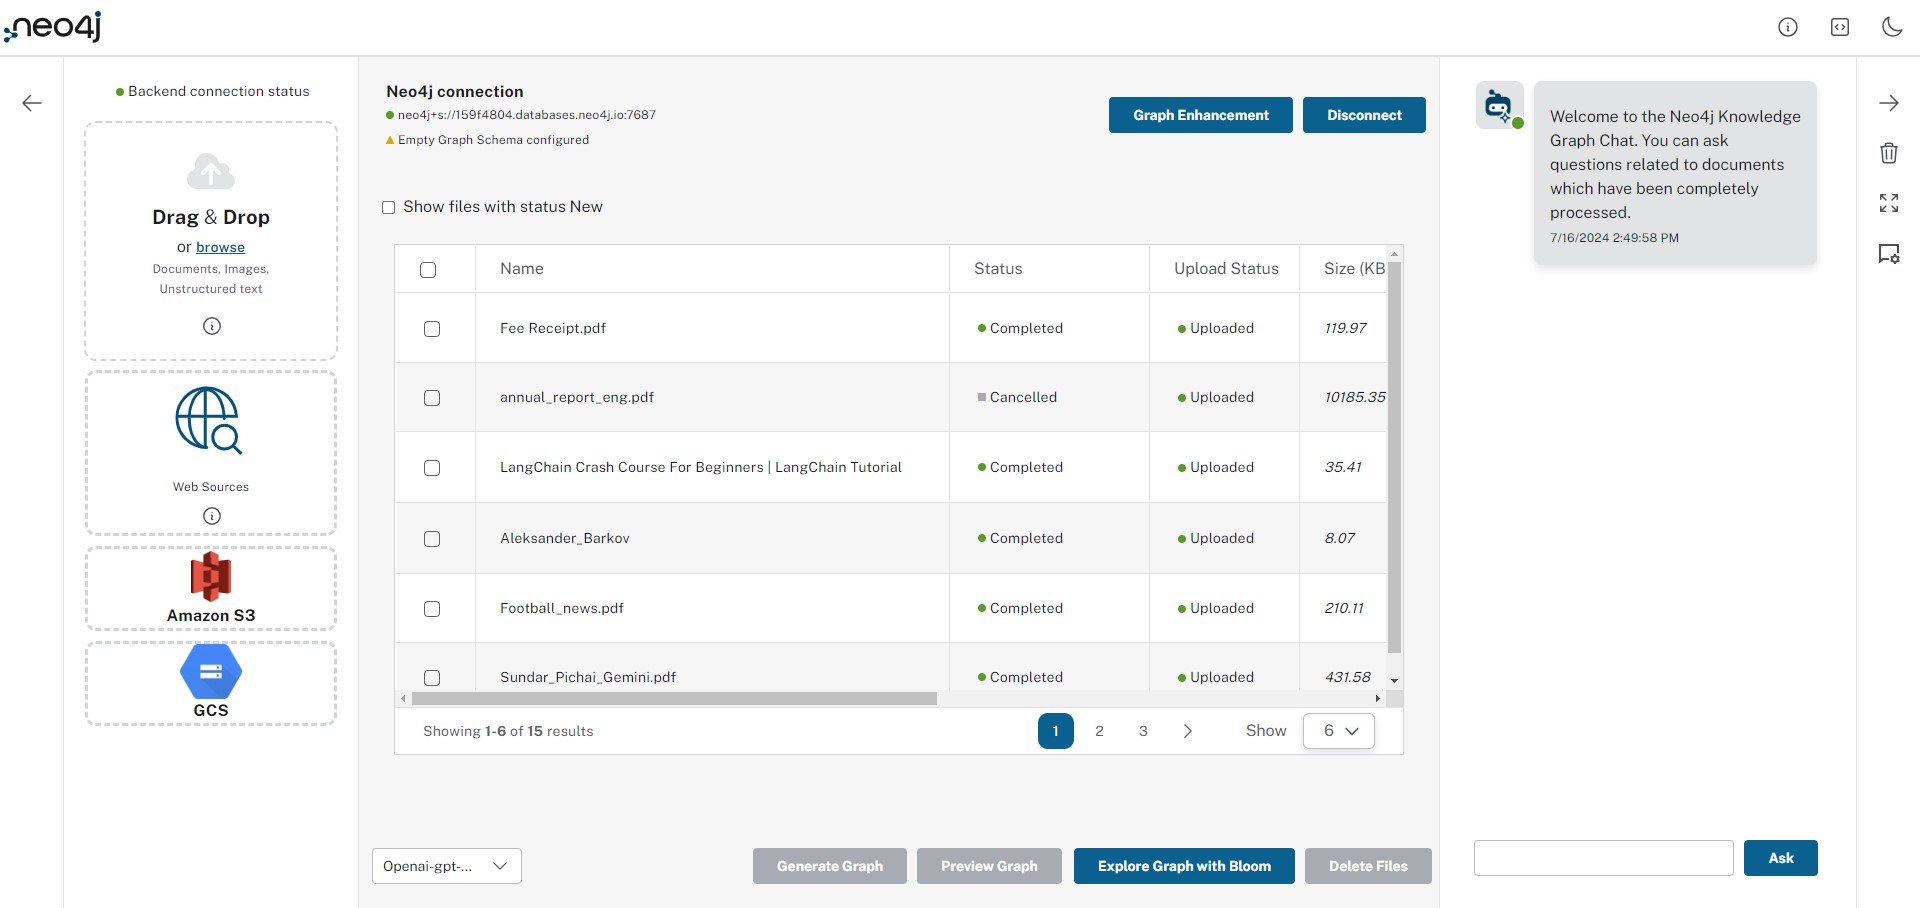 neo4j
Backend connection status
Drag & Drop
or browse
Documents, Images,
Unstructured text
Web Sources
Amazon S3
GCS
Neo4j connection
neo4j+s://159f4804.databases.neo4j.io:7687
Empty Graph Schema configured
Graph Enhancement
Disconnect
Show files with status New
Name Status Upload Status Size (KB
Fee Receipt.pdf Completed Uploaded 119.97
annual_report_eng.pdf Cancelled Uploaded 10185.35
LangChain Crash Course For Beginners | LangChain Tutorial Completed Uploaded 35.41
Aleksander_Barkov Completed Uploaded 8.07
Football_news.pdf Completed Uploaded 210.11
Sundar_Pichai_Gemini.pdf Completed Uploaded 431.58
Showing 1-6 of 15 results 1 2 3 Show 6
Openai-gpt-... Generate Graph Preview Graph Explore Graph with Bloom Delete Files
Welcome to the Neo4j Knowledge
Graph Chat. You can ask
questions related to documents
which have been completely
processed.
7/16/2024 2:49:58 PM
Ask